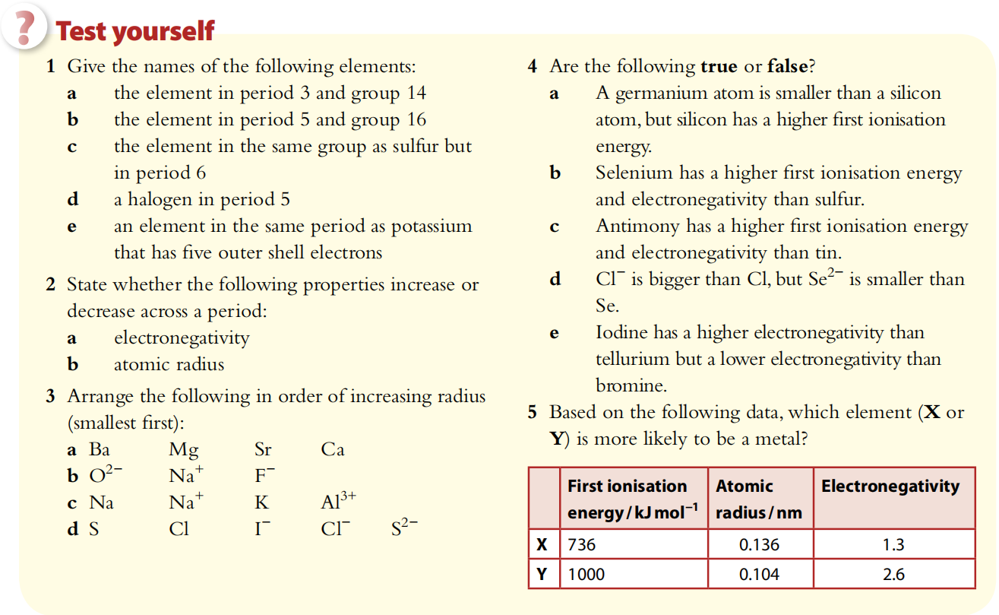 ?
Test yourself
1 Give the names of the following elements:
a the element in period 3 and group 14
b the element in period 5 and group 16
c the element in the same group as sulfur but
in period 6
d a halogen in period 5
e an element in the same period as potassium
that has five outer shell electrons
2 State whether the following properties increase or
decrease across a period:
a electronegativity
b atomic radius
3 Arrange the following in order of increasing radius
(smallest first):
a Ba Mg Sr Ca
b O²⁻ Na⁺ F⁻
c Na Na⁺ K Al³⁺
d S Cl I⁻ Cl⁻ S²⁻
4 Are the following true or false?
a A germanium atom is smaller than a silicon
atom, but silicon has a higher first ionisation
energy.
b Selenium has a higher first ionisation energy
and electronegativity than sulfur.
c Antimony has a higher first ionisation energy
and electronegativity than tin.
d Cl⁻ is bigger than Cl, but Se²⁻ is smaller than
Se.
e Iodine has a higher electronegativity than
tellurium but a lower electronegativity than
bromine.
5 Based on the following data, which element (X or
Y) is more likely to be a metal?
First ionisation Atomic Electronegativity
energy / kJ mol⁻¹ radius / nm
X 736 0.136 1.3
Y 1000 0.104 2.6